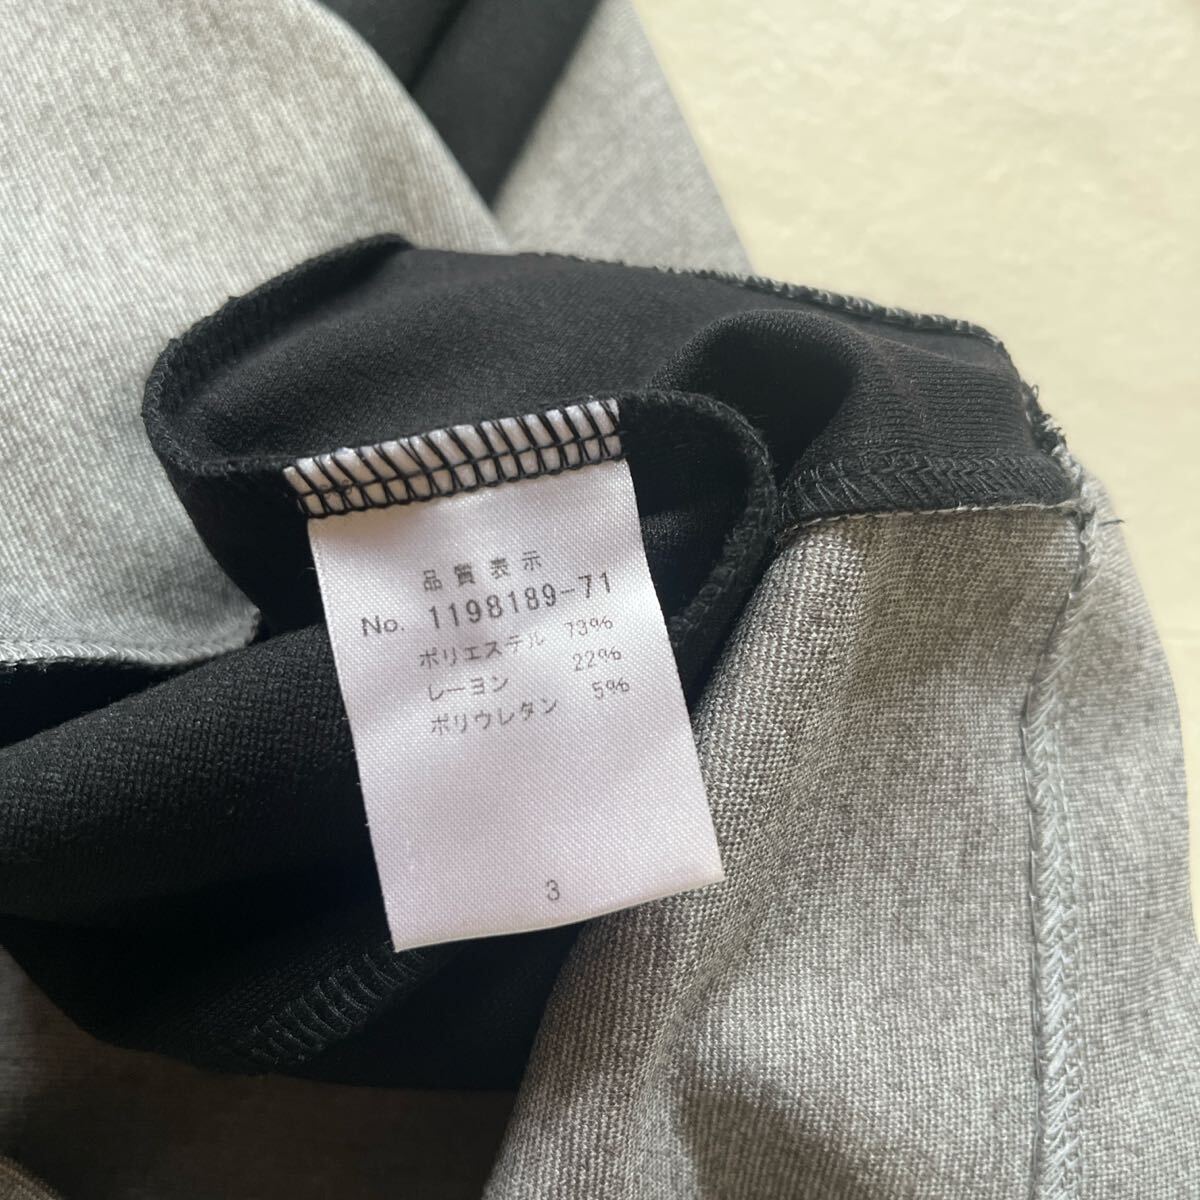 品質表示
No. 1198189-71
ポリエステル 73%
レーヨン 22%
ポリウレタン 5%
3